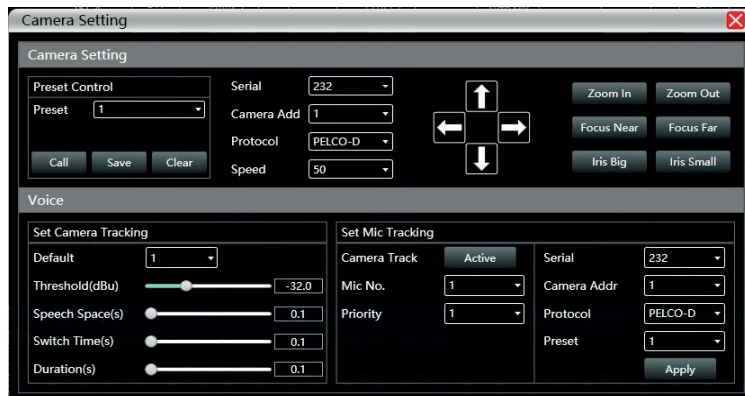 Camera Setting
Camera Setting
Preset Control
Preset 1
Call Save Clear
Serial 232
Camera Add 1
Protocol PELCO-D
Speed 50
Zoom In Zoom Out
Focus Near Focus Far
Iris Big Iris Small
Voice
Set Camera Tracking
Default 1
Threshold(dBu) -32.0
Speech Space(s) 0.1
Switch Time(s) 0.1
Duration(s) 0.1
Set Mic Tracking
Camera Track Active
Mic No. 1
Priority 1
Serial 232
Camera Addr 1
Protocol PELCO-D
Preset 1
Apply